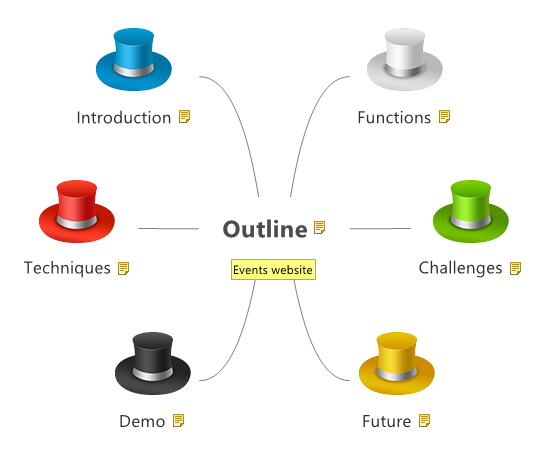 Introduction
Functions
Techniques
Outline
Events website
Challenges
Demo
Future